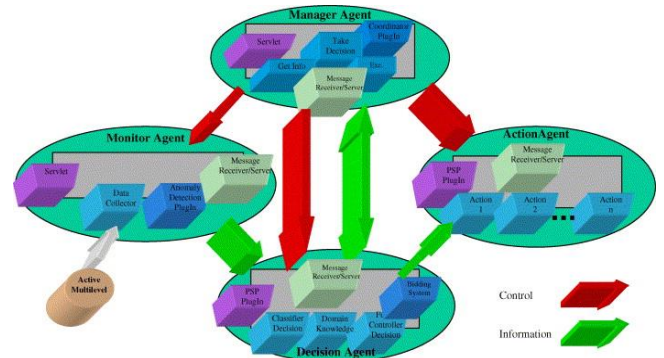 Manager Agent
Coordinator
PlugIn
Servlet
Take
Decision
Get Info
Message
Receiver/Server
Monitor Agent
Servlet
Message
Receiver/Server
Data
Collector
Anomaly
Detection
PlugIn
Active
Multilevel
ActionAgent
Message
Receiver/Server
PSP
PlugIn
Action
1
Action
2
Action
n
Message
Receiver/Server
PSP
PlugIn
Bidding
System
Classifier
Decision
Domain
Knowledge
Controller
Decision
Decision Agent
Control
Information